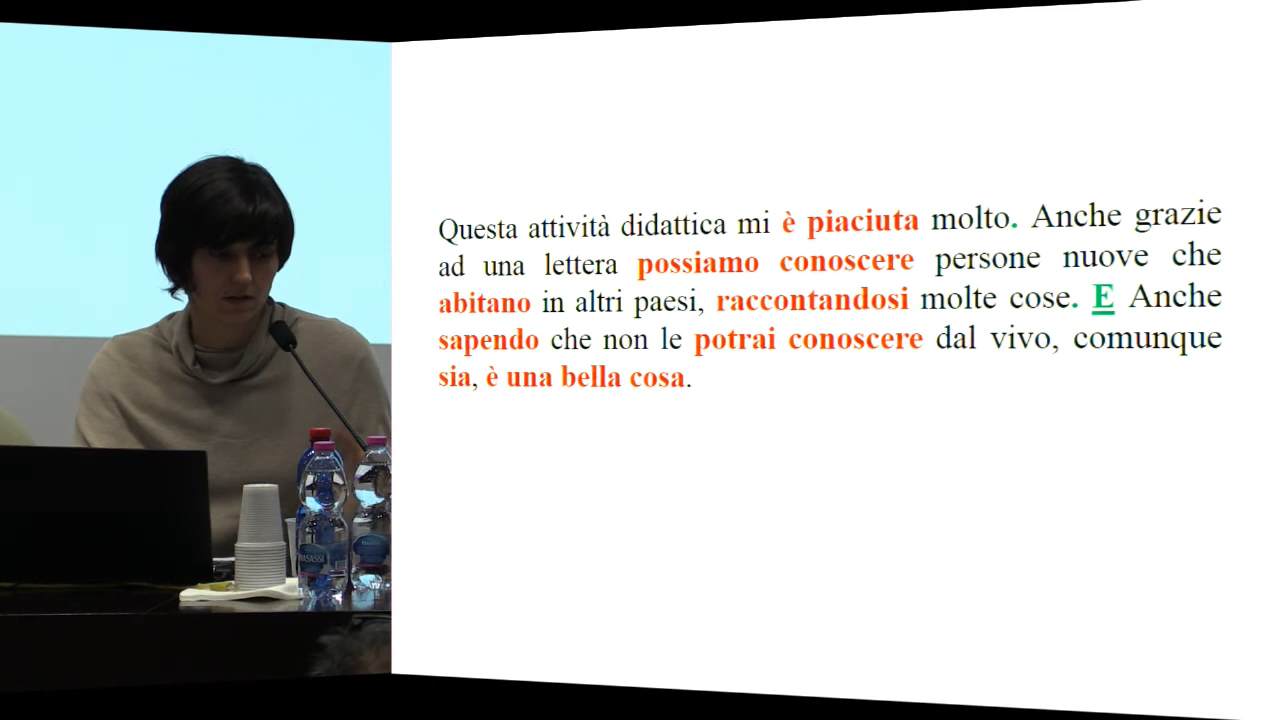 Questa attività didattica mi è piaciuta molto. Anche grazie
ad una lettera possiamo conoscere persone nuove che
abitano in altri paesi, raccontandosi molte cose. E Anche
sapendo che non le potrai conoscere dal vivo, comunque
sia, è una bella cosa.